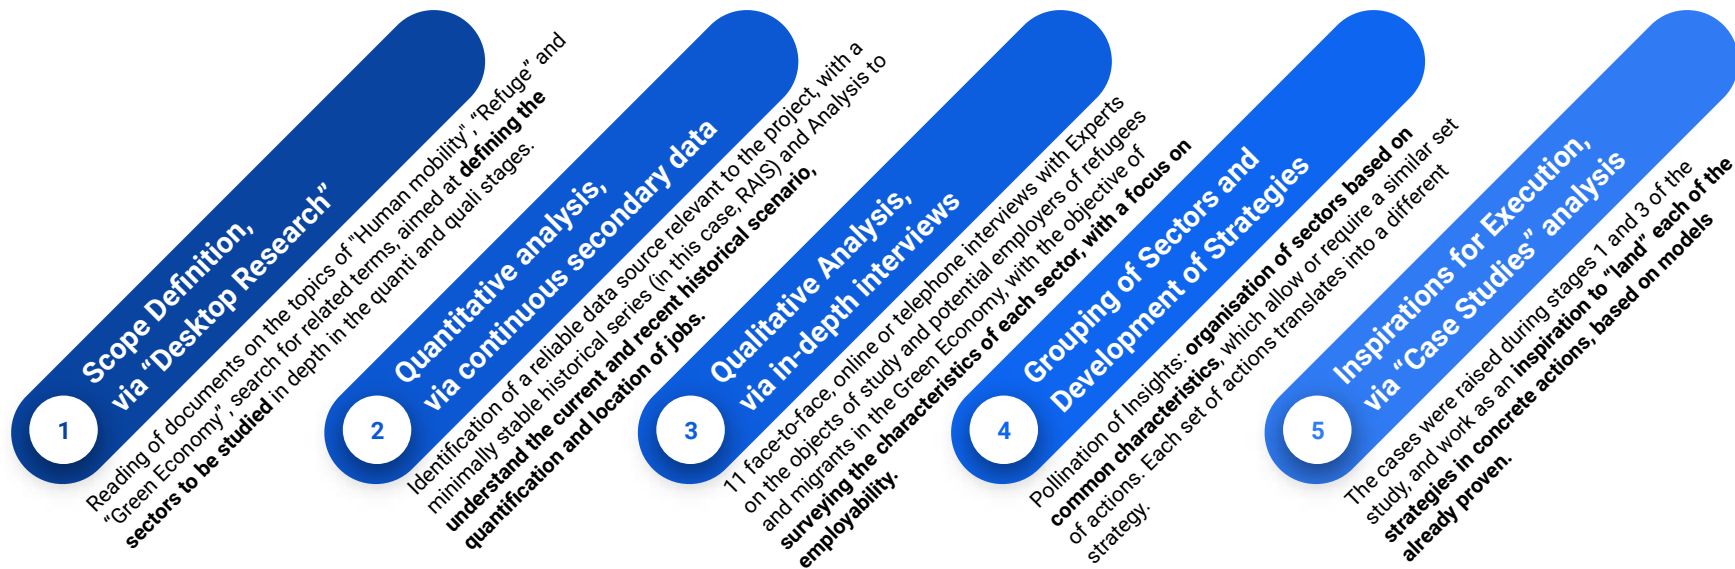 1
Scope Definition,
via “Desktop Research”
Reading of documents on the topics of “Human mobility”, “Refuge” and
“Green Economy”, search for related terms, aimed at defining the
sectors to be studied in depth in the quanti and quali stages.
2
Quantitative analysis,
via continuous secondary data
Identification of a reliable data source relevant to the project, with a
minimally stable historical series (in this case, RAIS) and Analysis to
understand the current and recent historical scenario,
quantification and location of jobs.
3
Qualitative Analysis,
via in-depth interviews
11 face-to-face, online or telephone interviews with Experts
on the objects of study and potential employers of refugees
and migrants in the Green Economy, with the objective of
surveying the characteristics of each sector, with a focus on
employability.
4
Grouping of Sectors and
Development of Strategies
Pollination of Insights: organisation of sectors based on
common characteristics, which allow or require a similar set
of actions. Each set of actions translates into a different
strategy.
5
Inspirations for Execution,
via “Case Studies” analysis
The cases were raised during stages 1 and 3 of the
study, and work as an inspiration to “land” each of the
strategies in concrete actions, based on models
already proven.